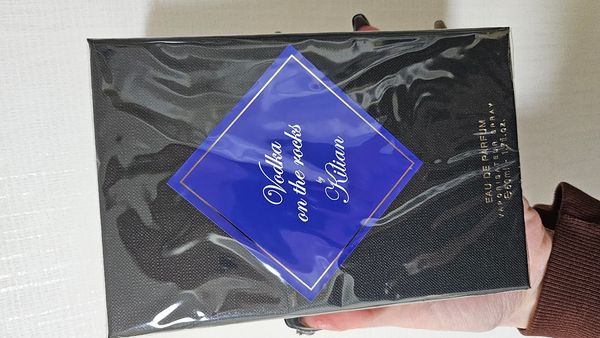 Vodka
on the rocks
by
Kilian
EAU DE PARFUM
VAPORISATEUR SPRAY